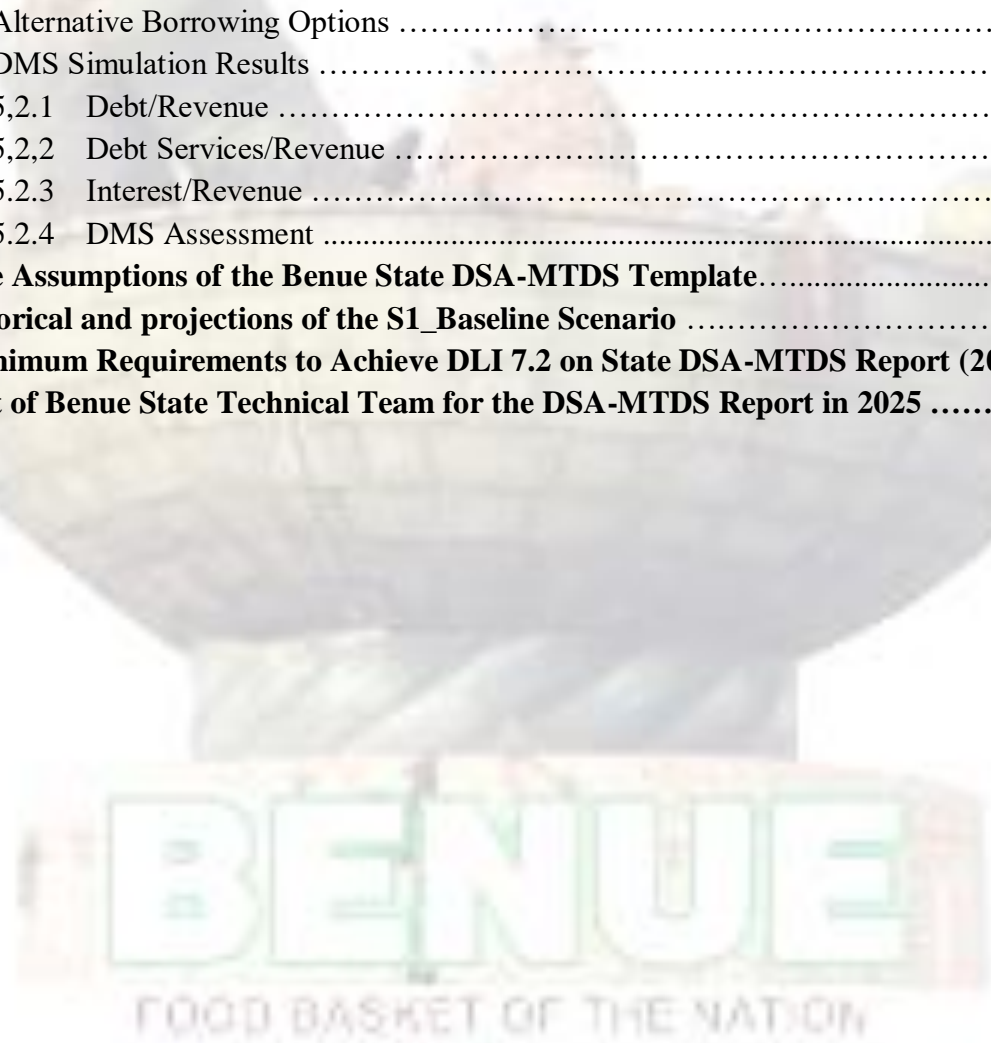 Alternative Borrowing Options ……………………………………………………
DMS Simulation Results ……………………………………………………………
5,2.1 Debt/Revenue ………………………………………………………………
5,2,2 Debt Services/Revenue ……………………………………………………
5.2.3 Interest/Revenue ……………………………………………………………
5.2.4 DMS Assessment ....................................................................................
Assumptions of the Benue State DSA-MTDS Template…..........................
orical and projections of the S1_Baseline Scenario ……………………………
nimum Requirements to Achieve DLI 7.2 on State DSA-MTDS Report (20
of Benue State Technical Team for the DSA-MTDS Report in 2025 …….
BENUE
FOOD BASKET OF THE NATION